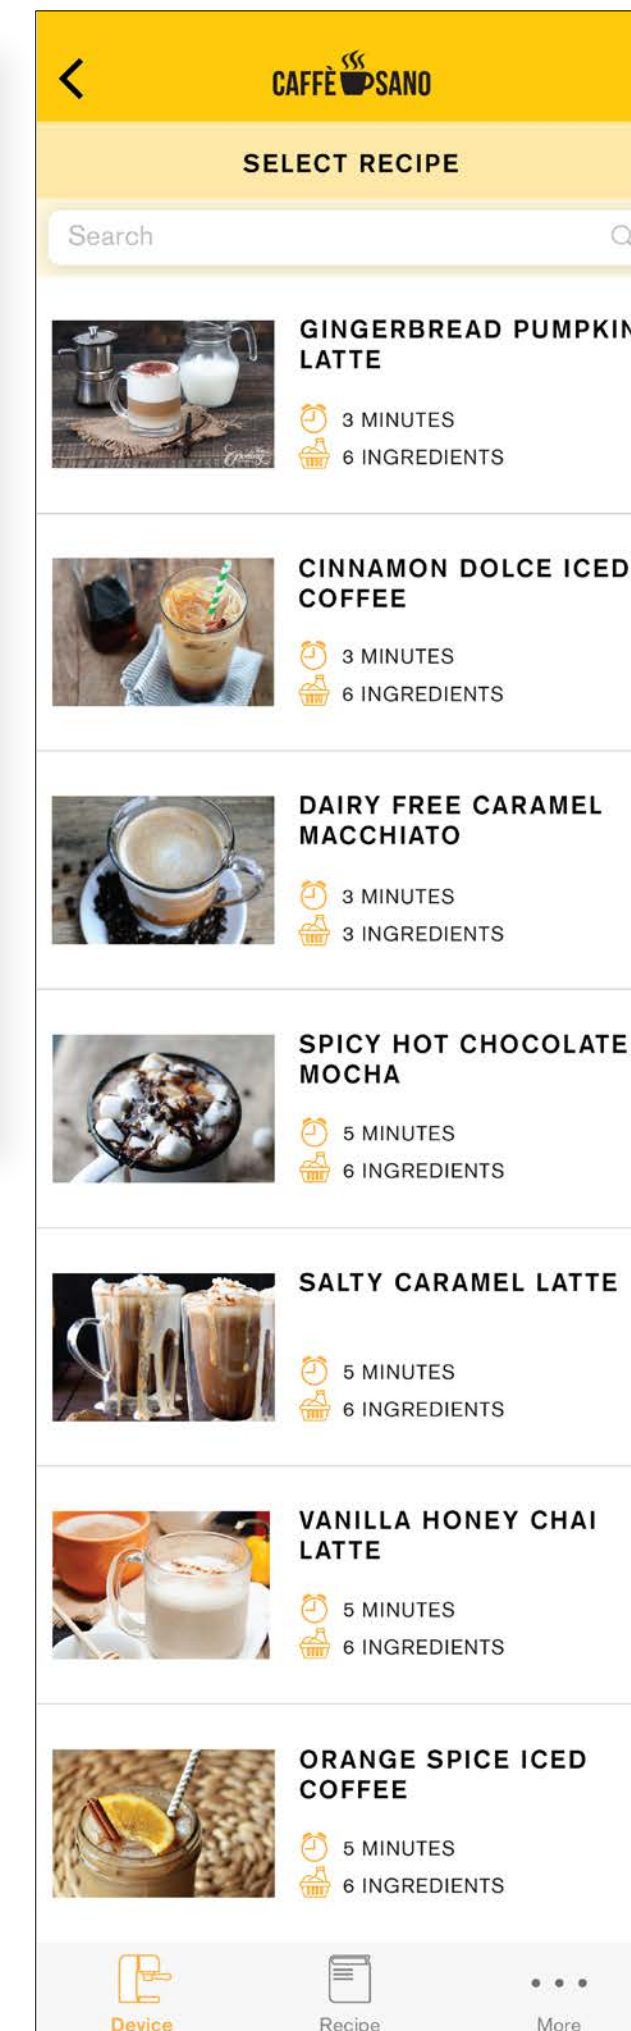 CAFFÈ SANO
SELECT RECIPE
Search
GINGERBREAD PUMPKIN
LATTE
3 MINUTES
6 INGREDIENTS
CINNAMON DOLCE ICED
COFFEE
3 MINUTES
6 INGREDIENTS
DAIRY FREE CARAMEL
MACCHIATO
3 MINUTES
3 INGREDIENTS
SPICY HOT CHOCOLATE
MOCHA
5 MINUTES
6 INGREDIENTS
SALTY CARAMEL LATTE
5 MINUTES
6 INGREDIENTS
VANILLA HONEY CHAI
LATTE
5 MINUTES
6 INGREDIENTS
ORANGE SPICE ICED
COFFEE
5 MINUTES
6 INGREDIENTS
Device
Recipe
More